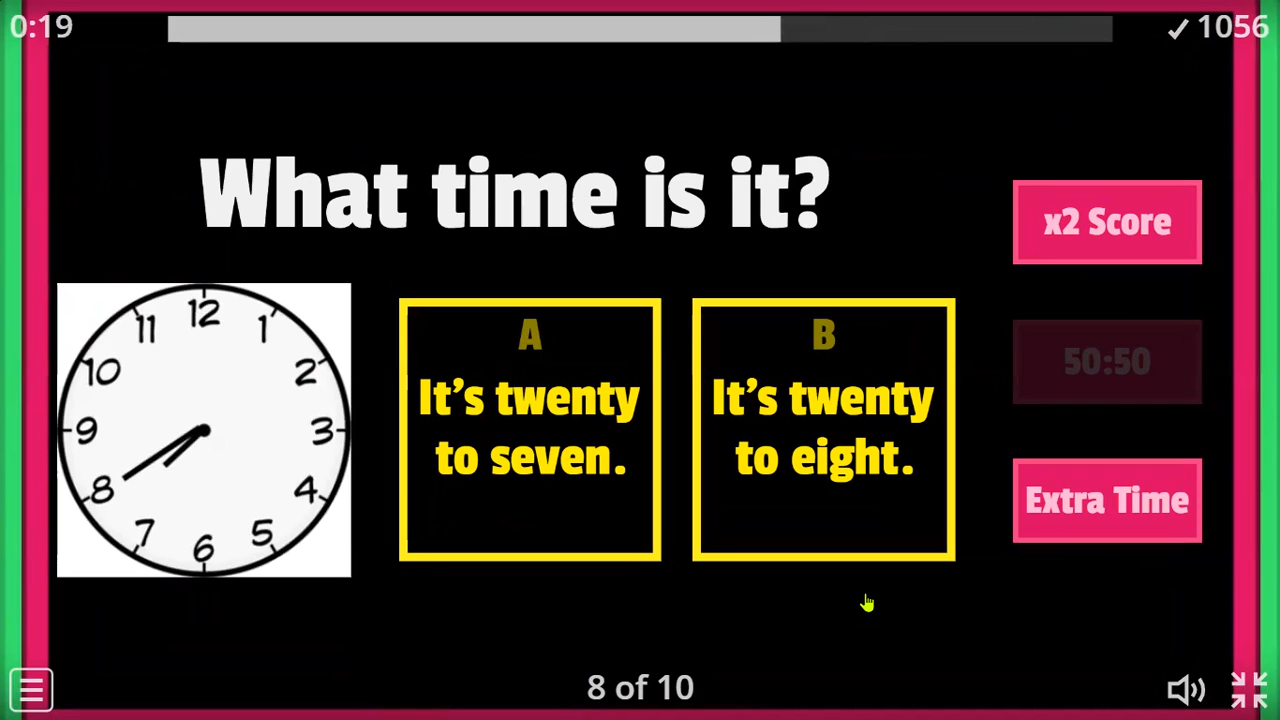 0:19
✓ 1056
What time is it?
x2 Score
12
11
1
10
2
9
3
8
4
7
5
6
A
It's twenty
to seven.
B
It's twenty
to eight.
50:50
Extra Time
8 of 10